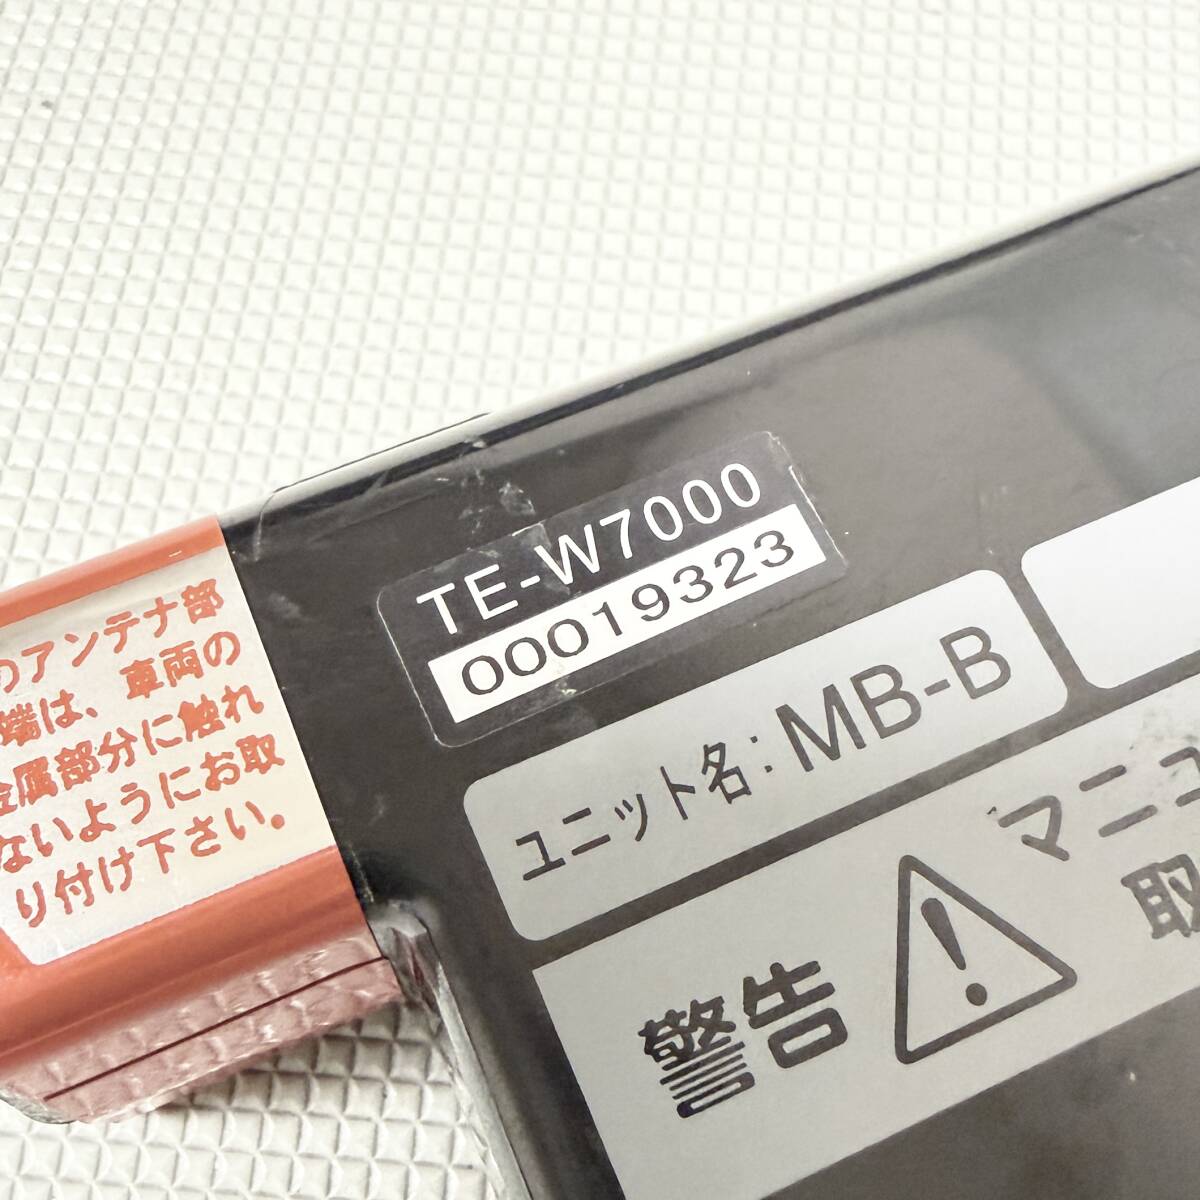 TE-W7000
00019323
ユニット名：MB-B
警告
マニュ
取
のアンテナ部
端は、車両の
金属部分に触れ
ないようにお取
り付け下さい。